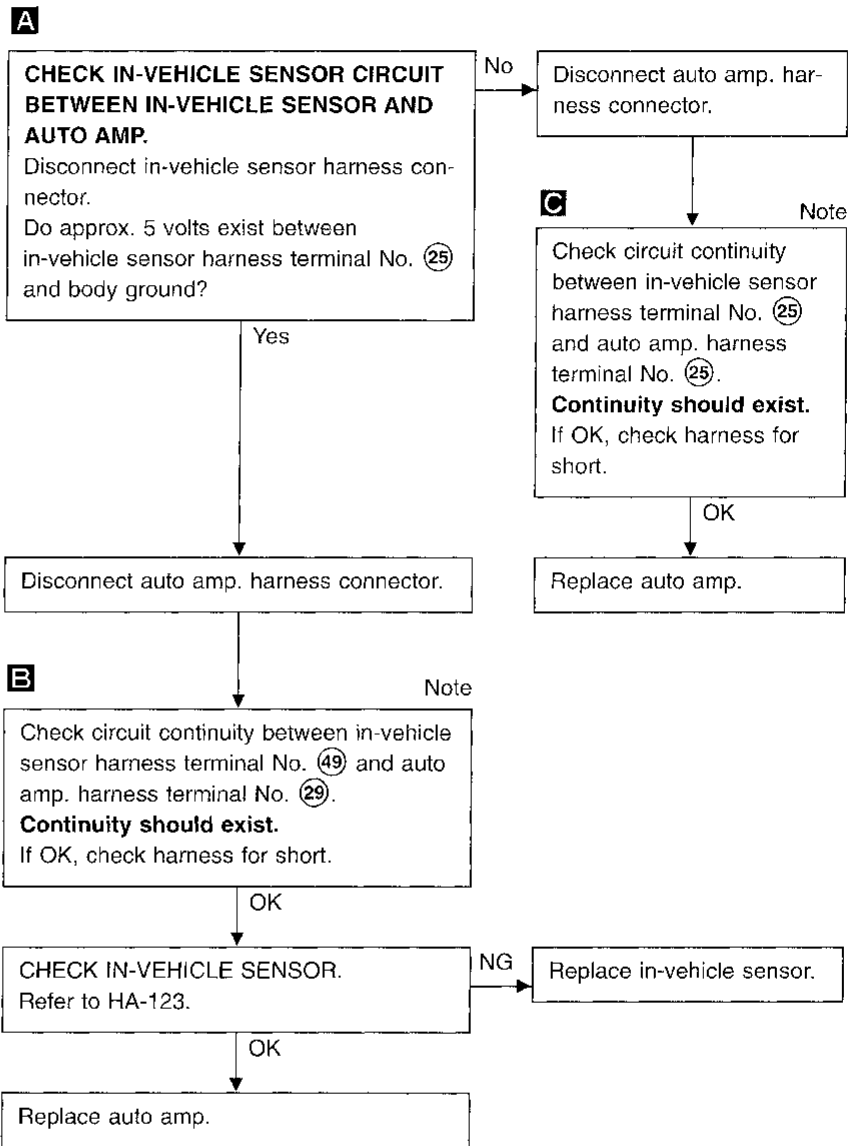 A
CHECK IN-VEHICLE SENSOR CIRCUIT
BETWEEN IN-VEHICLE SENSOR AND
AUTO AMP.
Disconnect in-vehicle sensor harness con-
nector.
Do approx. 5 volts exist between
in-vehicle sensor harness terminal No. ㉕
and body ground?
No
Disconnect auto amp. har-
ness connector.
C
Note
Check circuit continuity
between in-vehicle sensor
harness terminal No. ㉕
and auto amp. harness
terminal No. ㉕.
Continuity should exist.
If OK, check harness for
short.
OK
Replace auto amp.
Yes
Disconnect auto amp. harness connector.
B
Note
Check circuit continuity between in-vehicle
sensor harness terminal No. ㊾ and auto
amp. harness terminal No. ㉙.
Continuity should exist.
If OK, check harness for short.
OK
CHECK IN-VEHICLE SENSOR.
Refer to HA-123.
NG
Replace in-vehicle sensor.
OK
Replace auto amp.